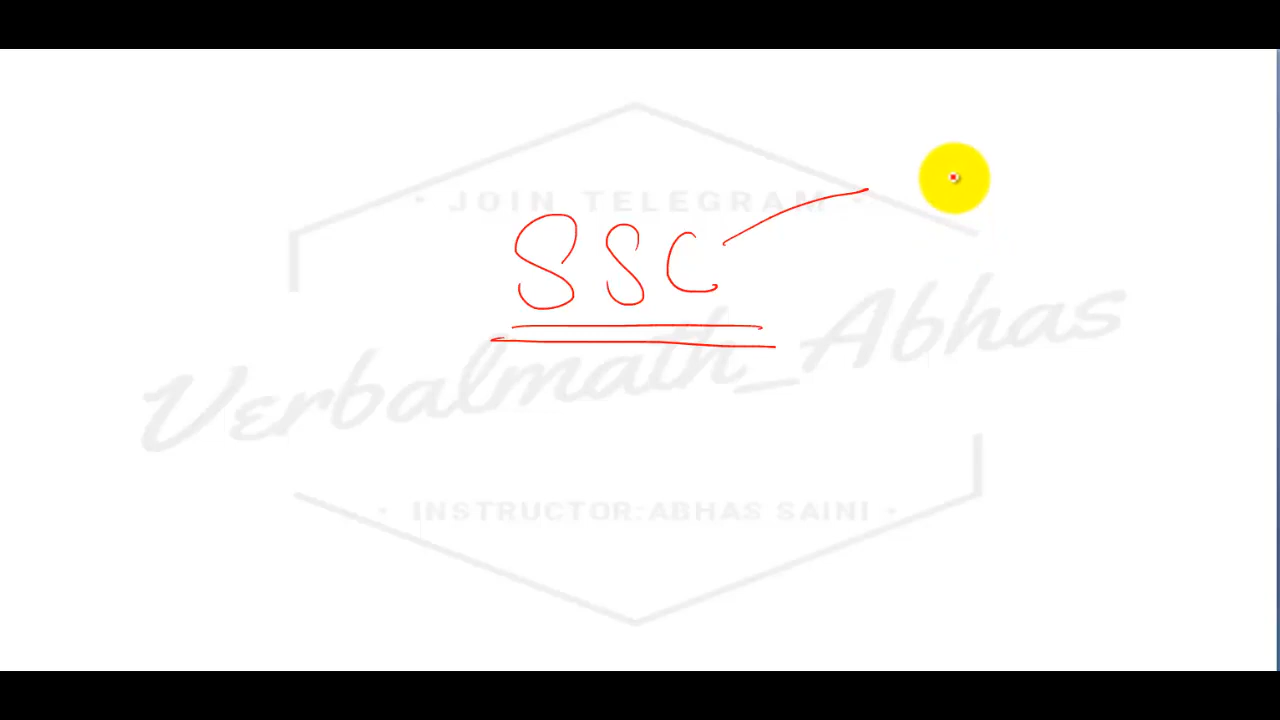 · JOIN TELEGRAM ·
SSC
Verbalmath_Abhas
· INSTRUCTOR:ABHAS SAINI ·